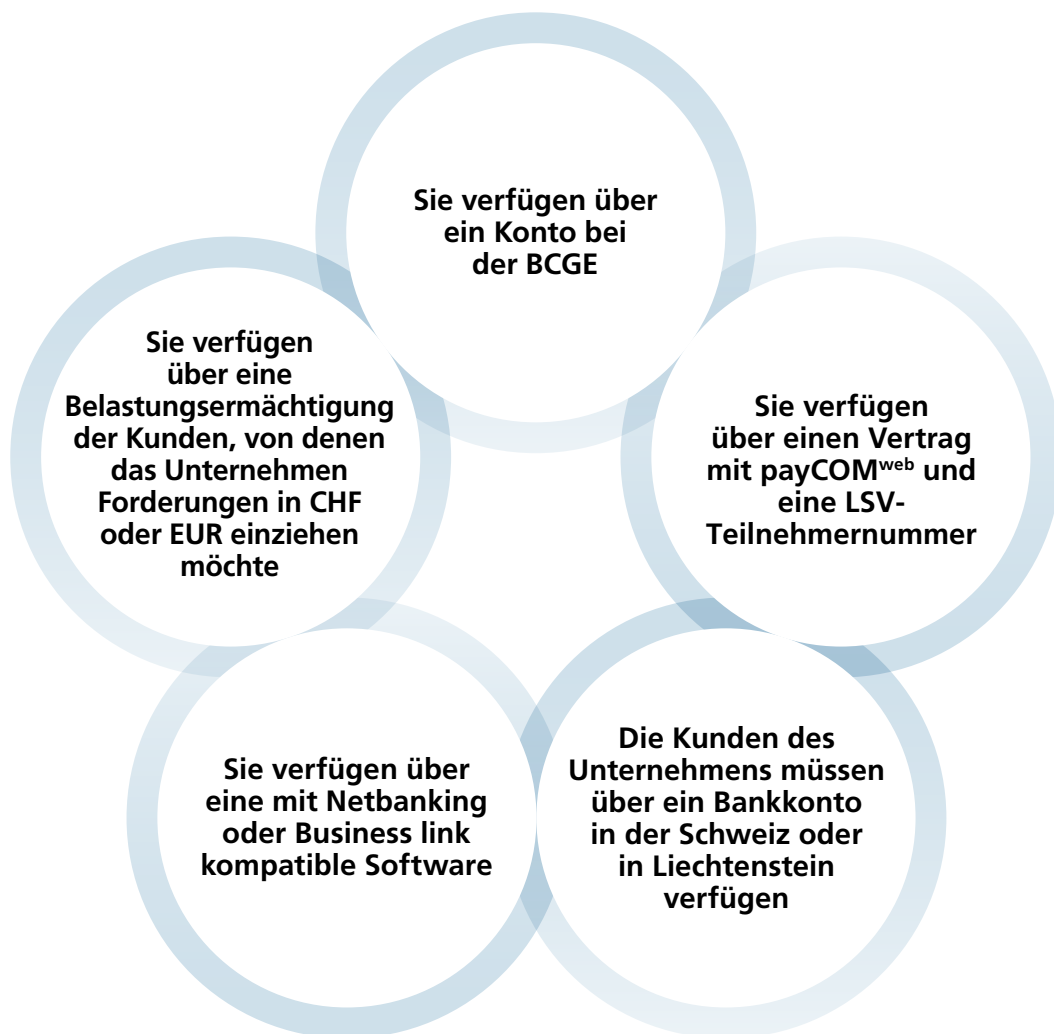 Sie verfügen über
ein Konto bei
der BCGE
Sie verfügen
über einen Vertrag
mit payCOMweb und
eine LSV-
Teilnehmernummer
Die Kunden des
Unternehmens müssen
über ein Bankkonto
in der Schweiz oder
in Liechtenstein
verfügen
Sie verfügen über
eine mit Netbanking
oder Business link
kompatible Software
Sie verfügen
über eine
Belastungsermächtigung
der Kunden, von denen
das Unternehmen
Forderungen in CHF
oder EUR einziehen
möchte